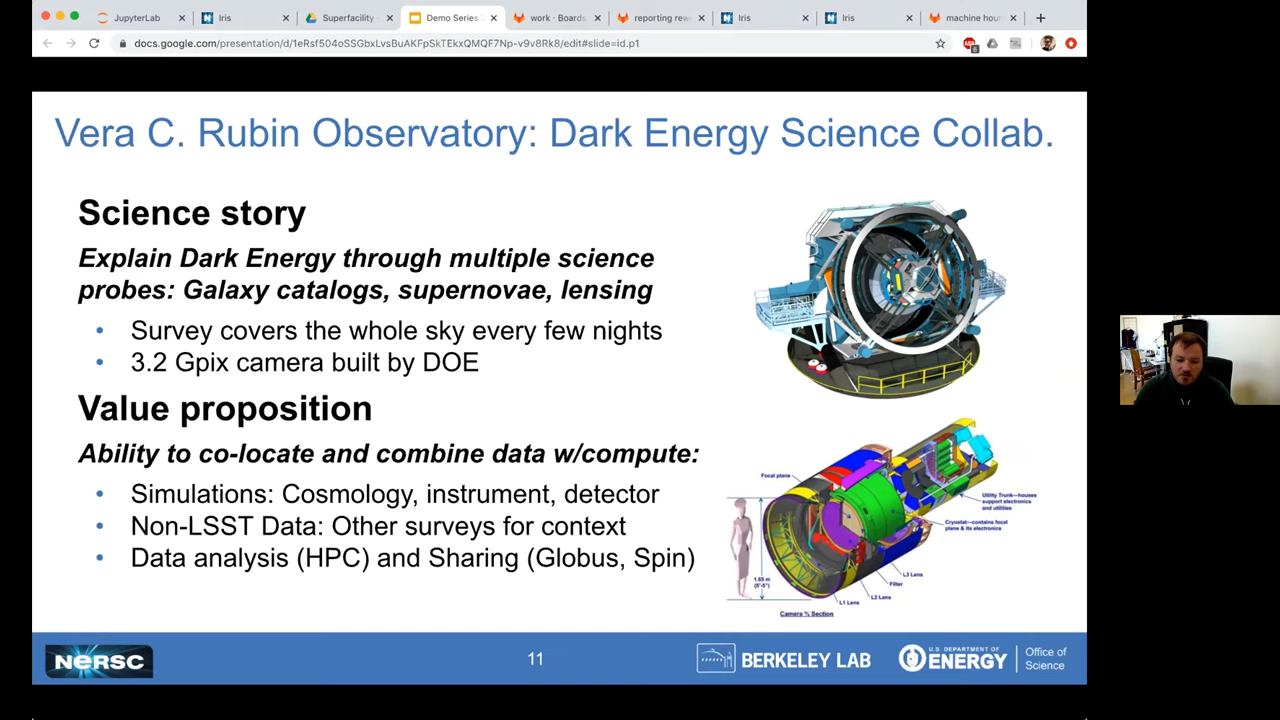 JupyterLab
Iris
Superfacility
Demo Series
work · Boards
reporting rew
Iris
Iris
machine hour
docs.google.com/presentation/d/1eRsf504oSSGbxLvsBuAKFpSkTEkxQMQF7Np-v9v8Rk8/edit#slide=id.p1
Vera C. Rubin Observatory: Dark Energy Science Collab.
Science story
Explain Dark Energy through multiple science
probes: Galaxy catalogs, supernovae, lensing
• Survey covers the whole sky every few nights
• 3.2 Gpix camera built by DOE
Value proposition
Ability to co-locate and combine data w/compute:
• Simulations: Cosmology, instrument, detector
• Non-LSST Data: Other surveys for context
• Data analysis (HPC) and Sharing (Globus, Spin)
Focal plane
Utility Trunk—houses
support electronics
and utilities
Cryostat—contains focal
plane & its electronics
1.65 m
(5'-5")
L3 Lens
Filter
L2 Lens
L1 Lens
Camera ¾ Section
NERSC
11
BERKELEY LAB
U.S. DEPARTMENT OF
ENERGY
Office of
Science